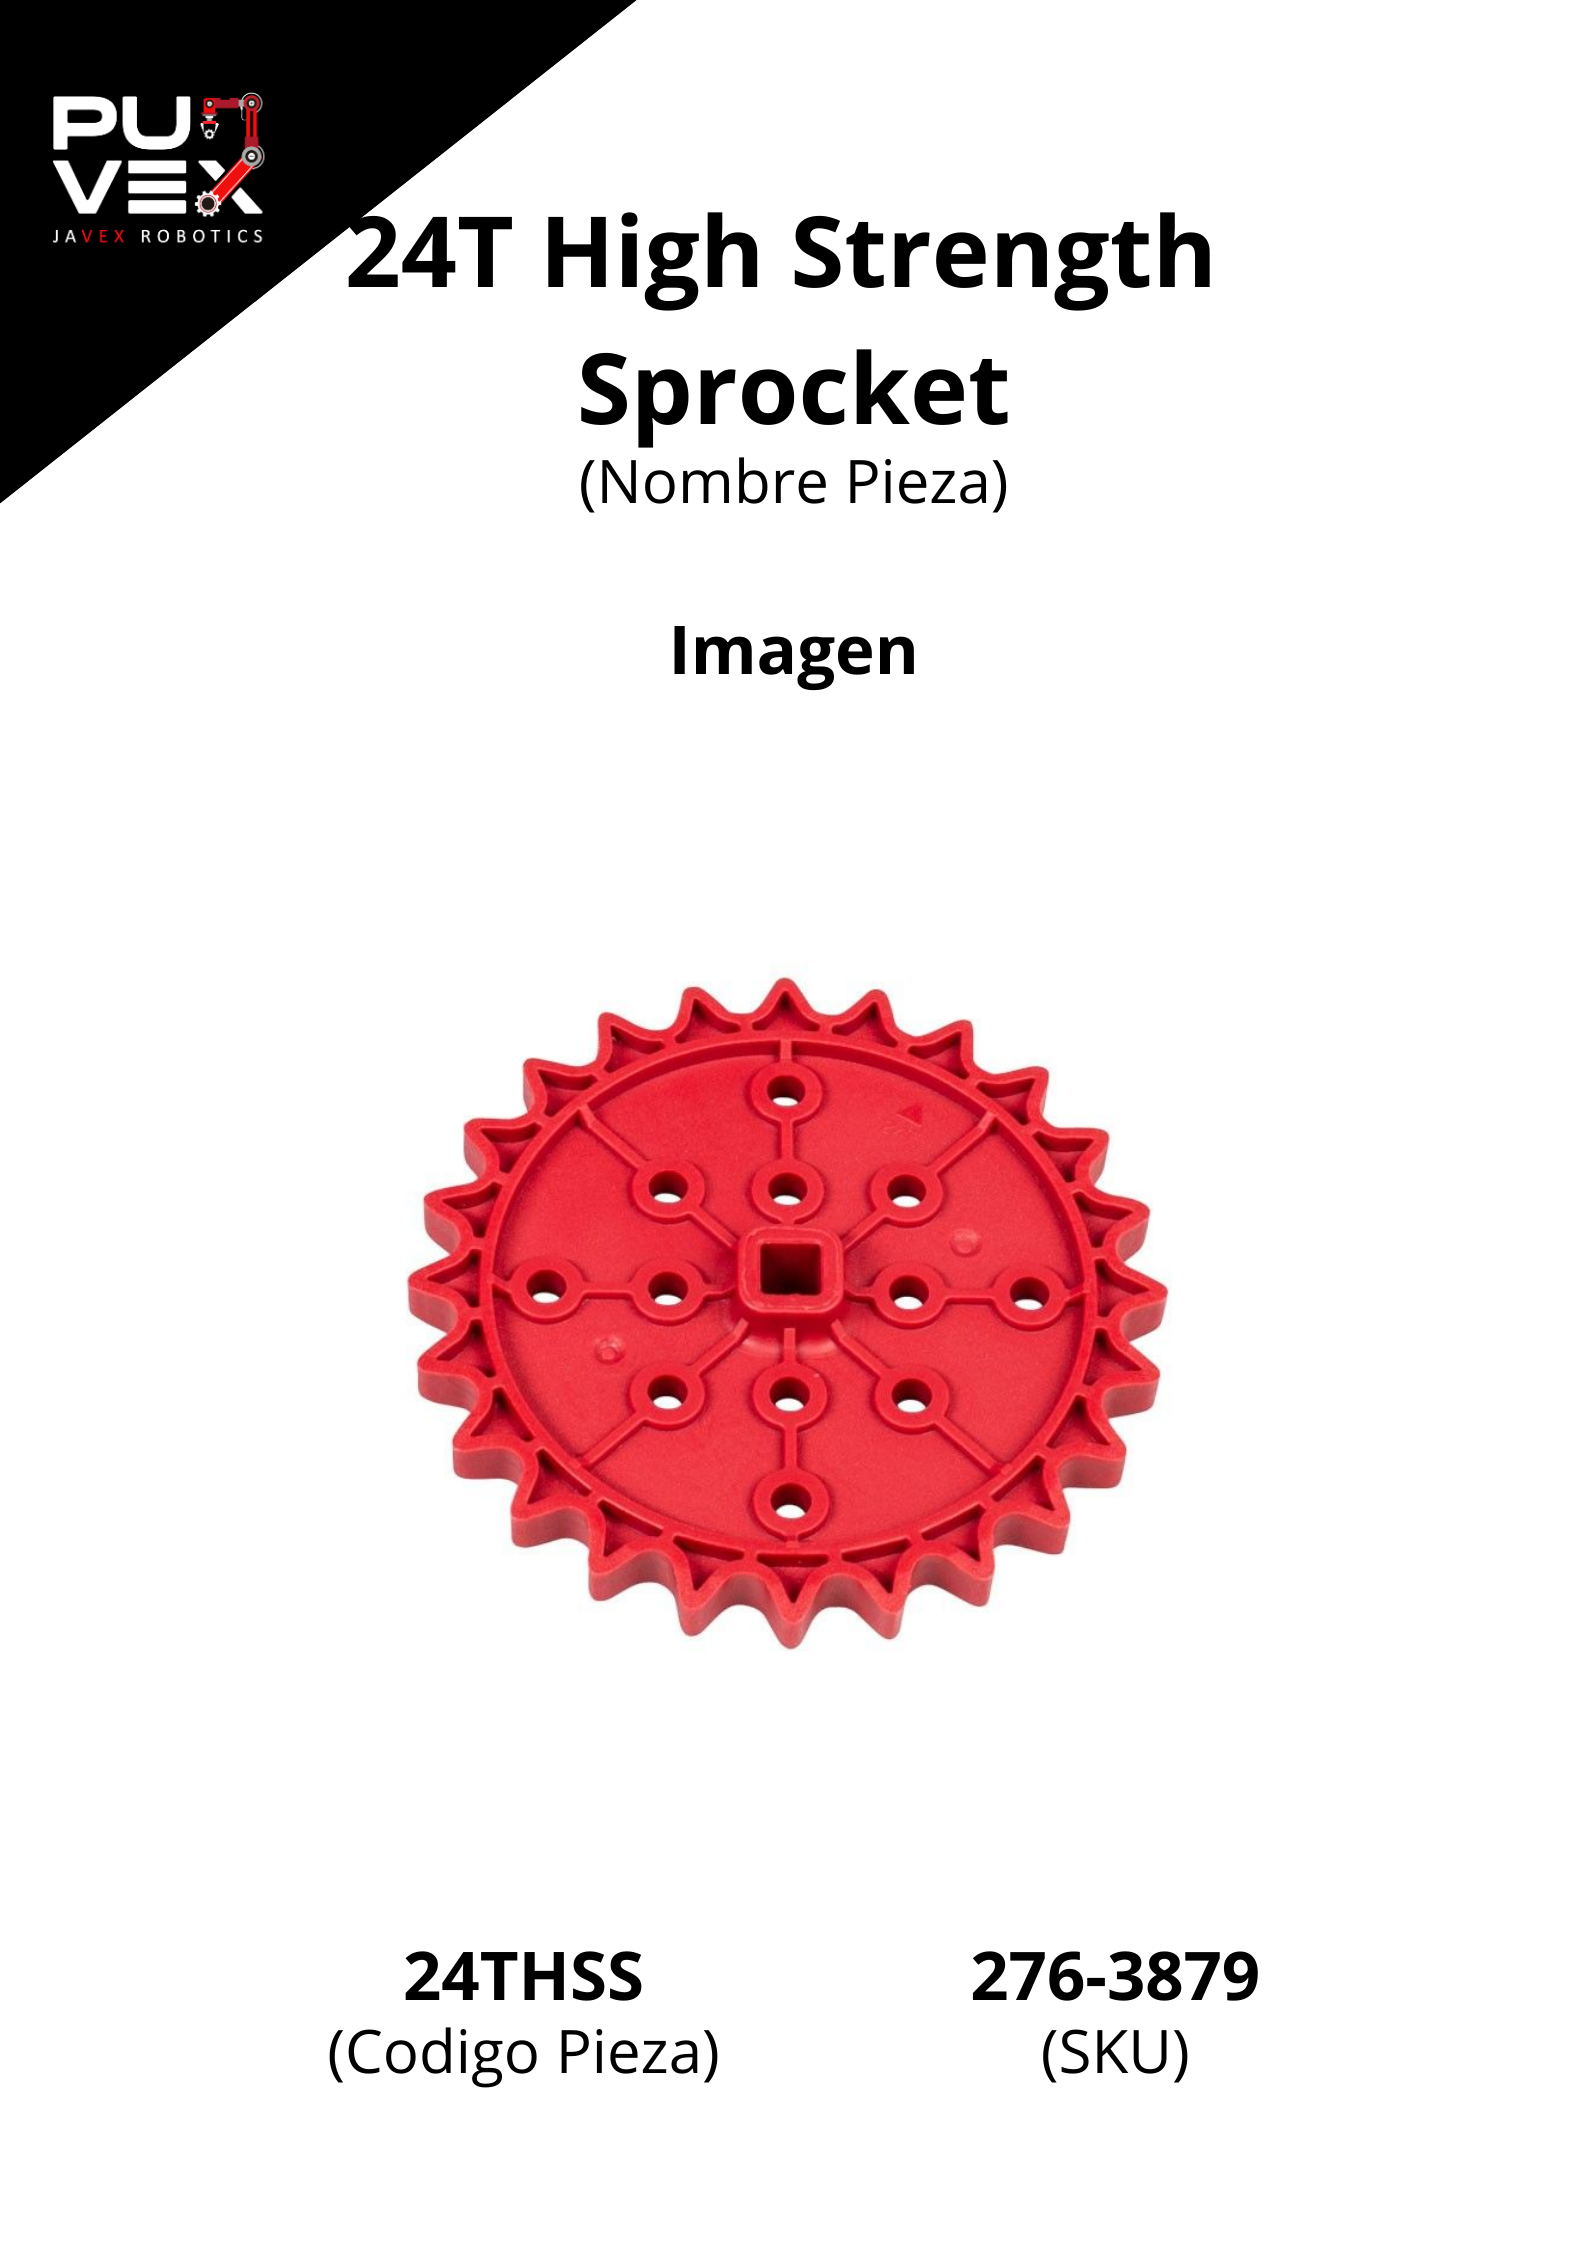 PU
VEX
JAVEX ROBOTICS
24T High Strength
Sprocket
(Nombre Pieza)
Imagen
24THSS
(Codigo Pieza)
276-3879
(SKU)